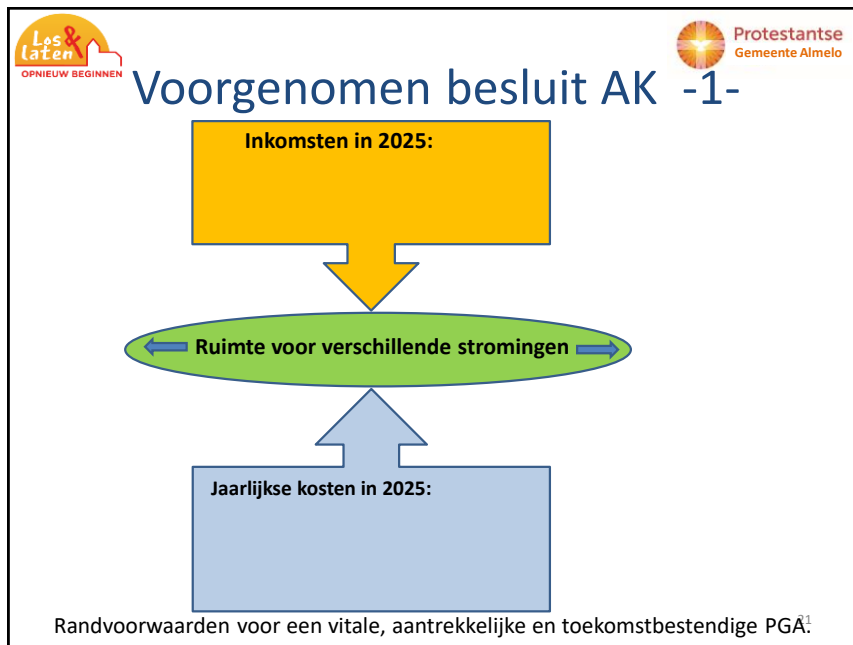 Los &
laten
OPNIEUW BEGINNEN
Protestantse
Gemeente Almelo
Voorgenomen besluit AK -1-
Inkomsten in 2025:
Ruimte voor verschillende stromingen
Jaarlijkse kosten in 2025:
Randvoorwaarden voor een vitale, aantrekkelijke en toekomstbestendige PGA.
21